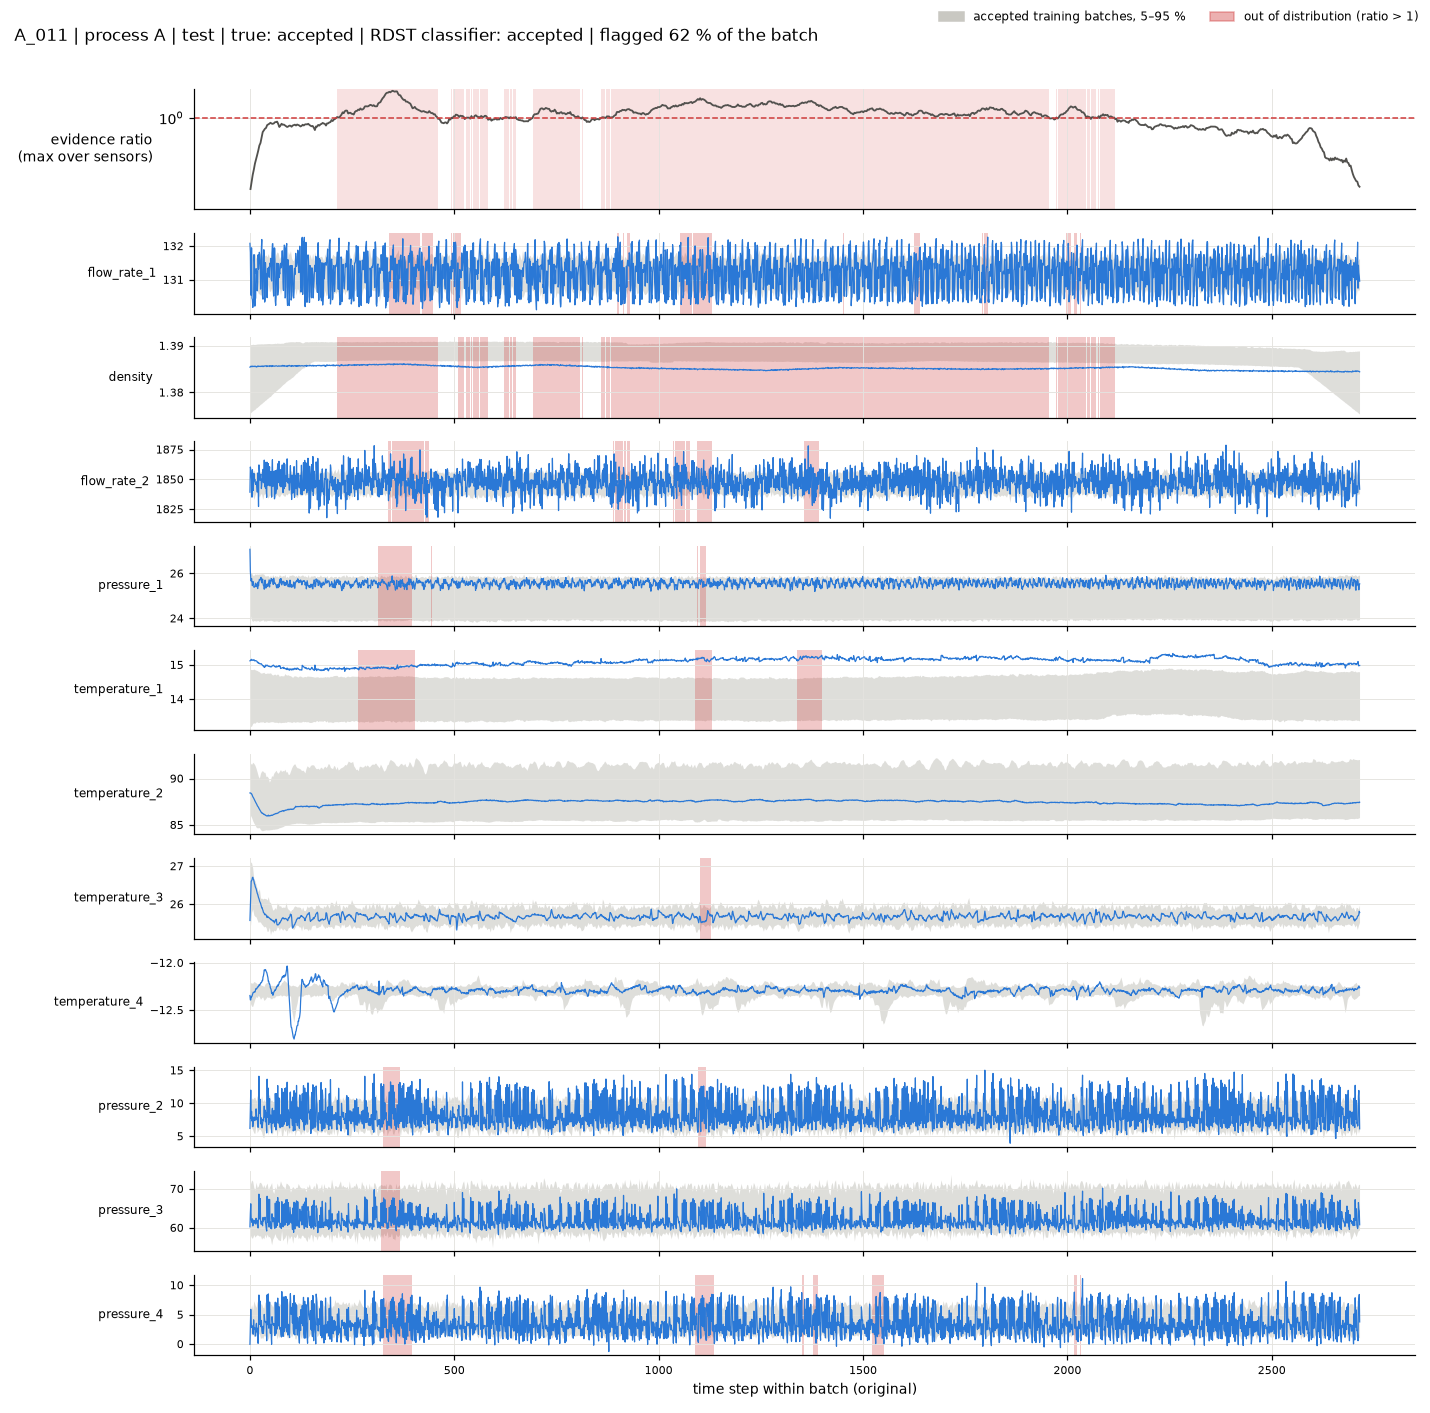 accepted training batches, 5–95 %
out of distribution (ratio > 1)
A_011 | process A | test | true: accepted | RDST classifier: accepted | flagged 62 % of the batch
10⁰
evidence ratio
(max over sensors)
132
flow_rate_1
131
1.39
density
1.38
1875
flow_rate_2
1850
1825
26
pressure_1
24
15
temperature_1
14
90
temperature_2
85
27
temperature_3
26
−12.0
temperature_4
−12.5
15
pressure_2
10
5
70
pressure_3
60
10
pressure_4
5
0
0
500
1000
1500
2000
2500
time step within batch (original)